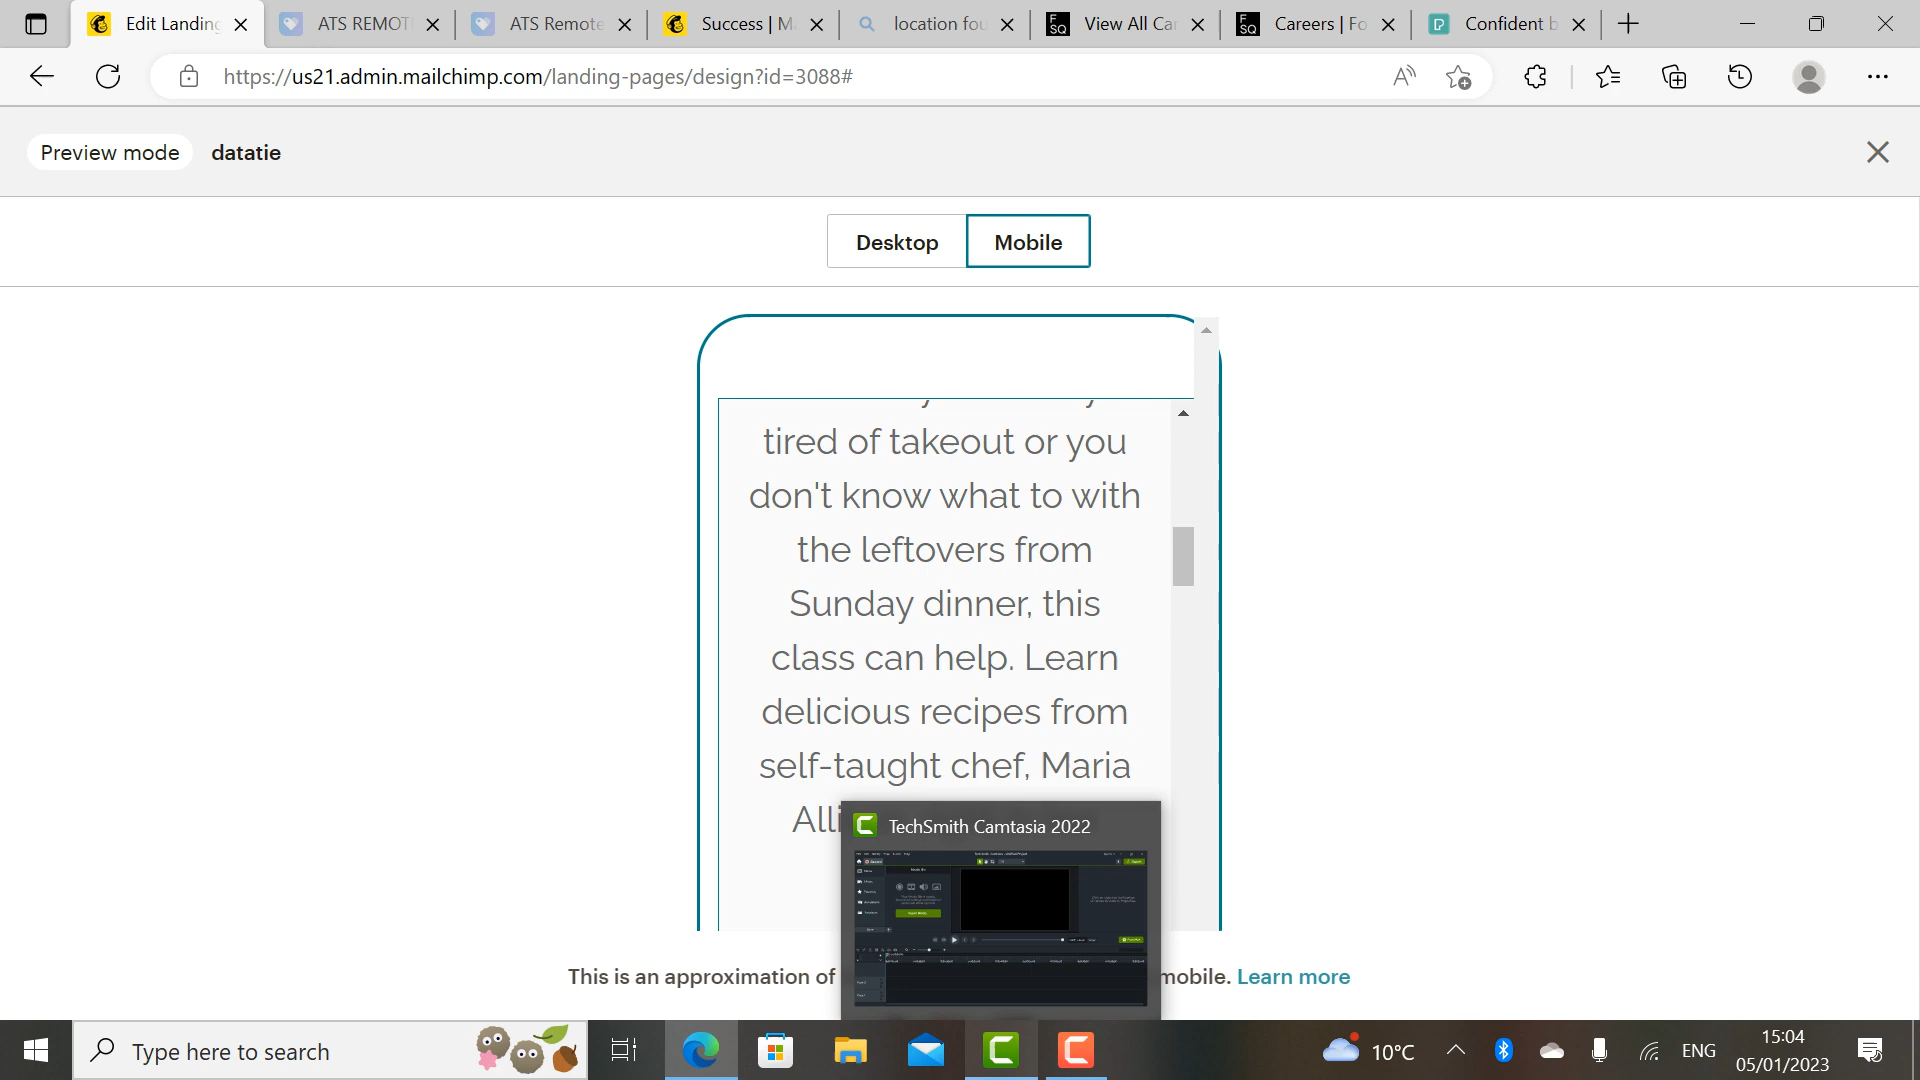 Edit Landing
ATS REMOT
ATS Remote
Success | M
location fou
View All Car
Careers | Fo
Confident b
https://us21.admin.mailchimp.com/landing-pages/design?id=3088#
Preview mode
datatie
Desktop
Mobile
tired of takeout or you
don't know what to with
the leftovers from
Sunday dinner, this
class can help. Learn
delicious recipes from
self-taught chef, Maria
Alli
TechSmith Camtasia 2022
This is an approximation of
mobile. Learn more
Type here to search
10°C
ENG
15:04
05/01/2023